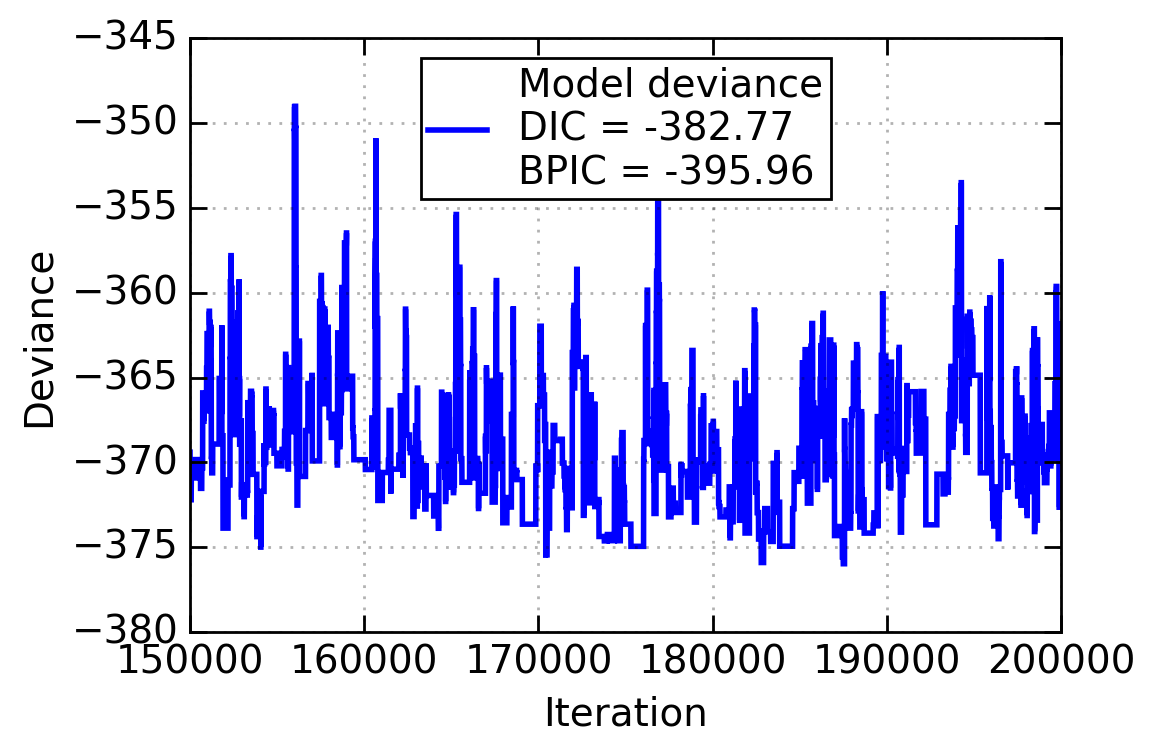 −345
−350
−355
−360
−365
−370
−375
−380
Deviance
Model deviance
DIC = -382.77
BPIC = -395.96
150000 160000 170000 180000 190000 200000
Iteration